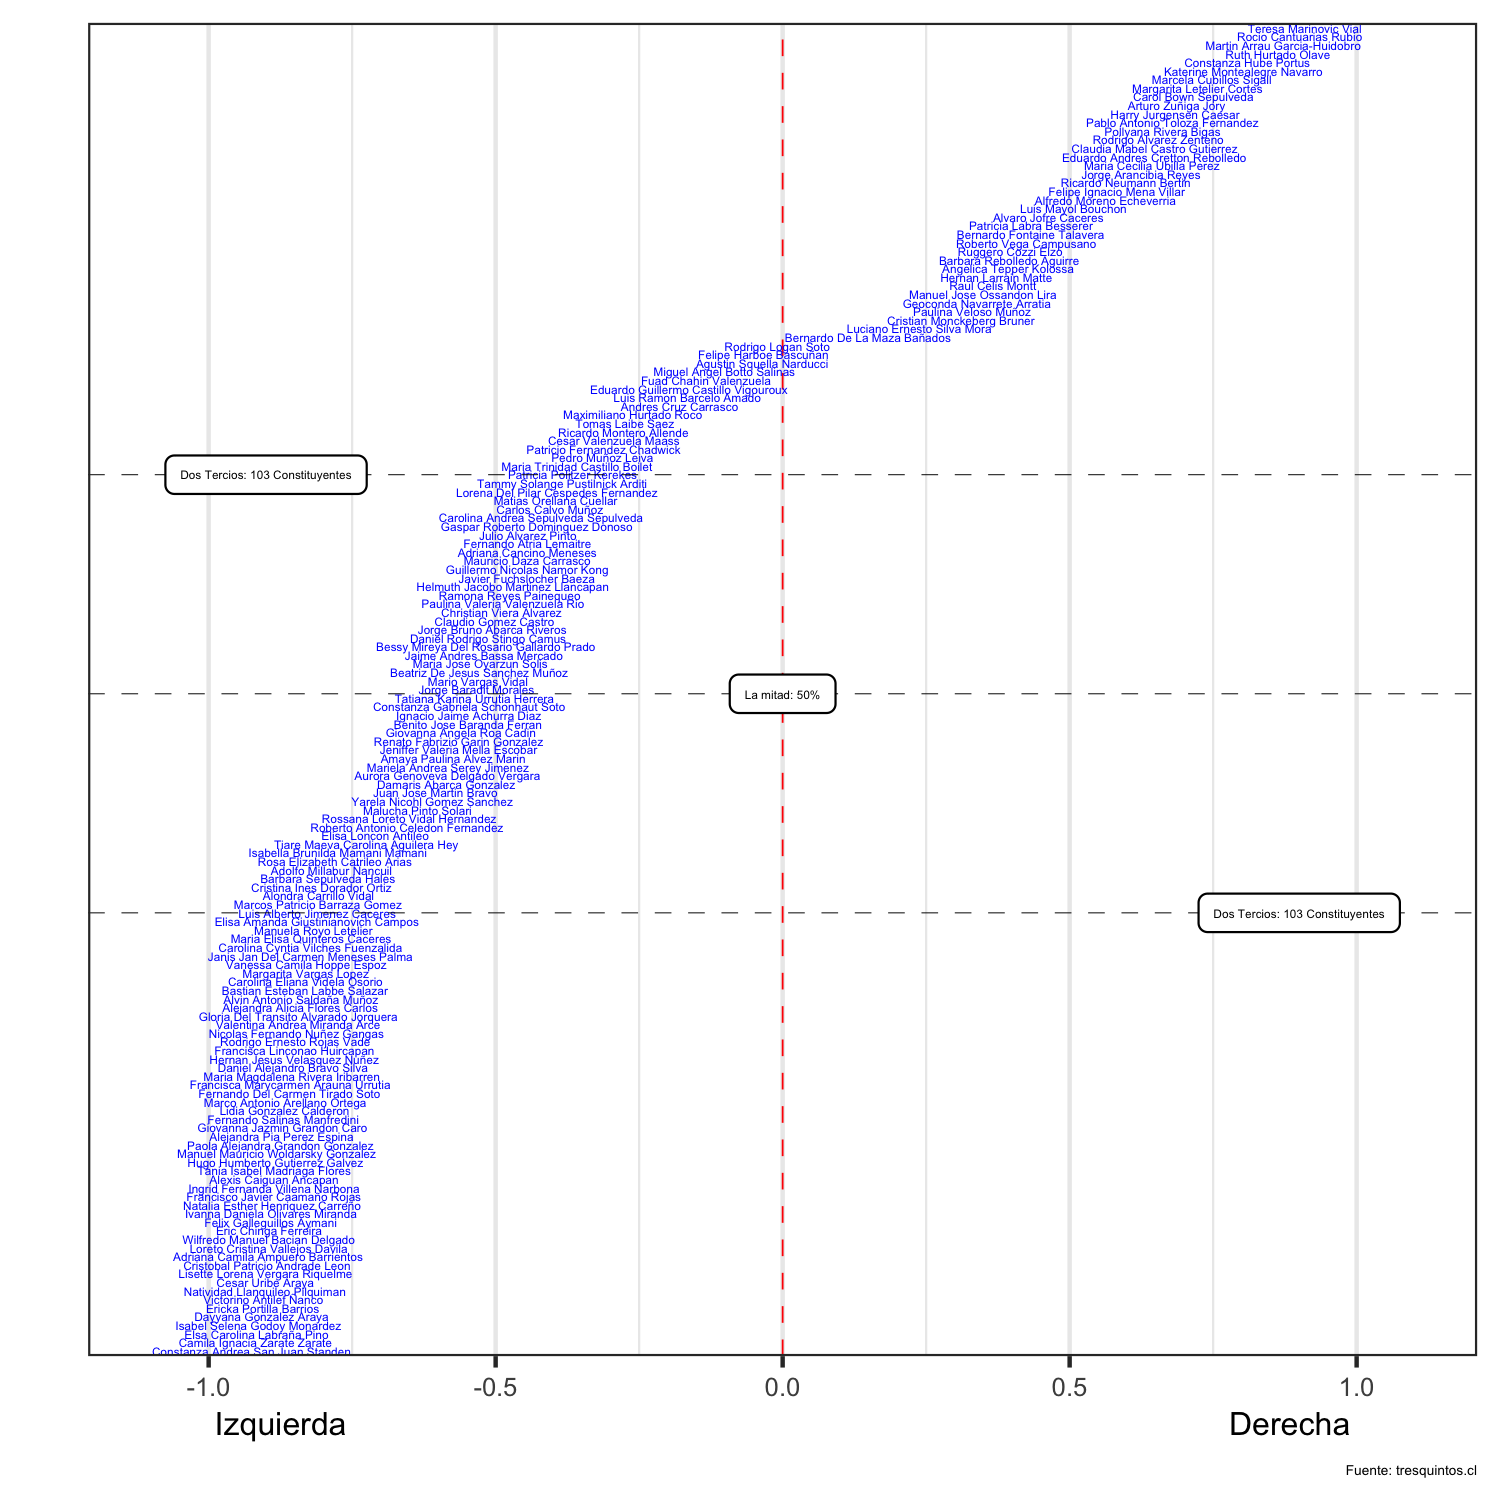 Teresa Marinovic Vial
Rocio Cantuarias Rubio
Martin Arrau Garcia-Huidobro
Ruth Hurtado Olave
Constanza Hube Portus
Katerine Montealegre Navarro
Marcela Cubillos Sigall
Margarita Letelier Cortes
Carol Bown Sepulveda
Arturo Zuñiga Jory
Harry Jurgensen Caesar
Pablo Antonio Toloza Fernandez
Pollyana Rivera Bigas
Rodrigo Alvarez Zenteno
Claudia Mabel Castro Gutierrez
Eduardo Andres Cretton Rebolledo
Maria Cecilia Ubilla Perez
Jorge Arancibia Reyes
Ricardo Neumann Bertin
Felipe Ignacio Mena Villar
Alfredo Moreno Echeverria
Luis Mayol Bouchon
Alvaro Jofre Caceres
Patricia Labra Besserer
Bernardo Fontaine Talavera
Roberto Vega Campusano
Ruggero Cozzi Elzo
Barbara Rebolledo Aguirre
Angelica Tepper Kolossa
Hernan Larrain Matte
Raul Celis Montt
Manuel Jose Ossandon Lira
Geoconda Navarrete Arratia
Paulina Veloso Muñoz
Cristian Monckeberg Bruner
Luciano Ernesto Silva Mora
Bernardo De La Maza Bañados
Rodrigo Logan Soto
Felipe Harboe Bascuñan
Agustin Squella Narducci
Miguel Angel Botto Salinas
Fuad Chahin Valenzuela
Eduardo Guillermo Castillo Vigouroux
Luis Ramon Barcelo Amado
Andres Cruz Carrasco
Maximiliano Hurtado Roco
Tomas Laibe Saez
Ricardo Montero Allende
Cesar Valenzuela Maass
Patricio Fernandez Chadwick
Pedro Muñoz Leiva
Maria Trinidad Castillo Boilet
Dos Tercios: 103 Constituyentes
Patricia Politzer Kerekes
Tammy Solange Pustilnick Arditi
Lorena Del Pilar Cespedes Fernandez
Matias Orellana Cuellar
Carlos Calvo Muñoz
Carolina Andrea Sepulveda Sepulveda
Gaspar Roberto Dominguez Donoso
Julio Alvarez Pinto
Fernando Atria Lemaitre
Adriana Cancino Meneses
Mauricio Daza Carrasco
Guillermo Nicolas Namor Kong
Javier Fuchslocher Baeza
Helmuth Jacobo Martinez Llancapan
Ramona Reyes Painequeo
Paulina Valeria Valenzuela Rio
Christian Viera Alvarez
Claudio Gomez Castro
Jorge Bruno Abarca Riveros
Daniel Rodrigo Stingo Camus
Bessy Mireya Del Rosario Gallardo Prado
Jaime Andres Bassa Mercado
Maria Jose Oyarzun Solis
Beatriz De Jesus Sanchez Muñoz
Mario Vargas Vidal
Jorge Baradit Morales
La mitad: 50%
Tatiana Karina Urrutia Herrera
Constanza Gabriela Schonhaut Soto
Ignacio Jaime Achurra Diaz
Benito Jose Baranda Ferran
Giovanna Angela Roa Cadin
Renato Fabrizio Garin Gonzalez
Jeniffer Valeria Mella Escobar
Amaya Paulina Alvez Marin
Mariela Andrea Serey Jimenez
Aurora Genoveva Delgado Vergara
Damaris Abarca Gonzalez
Juan Jose Martin Bravo
Yarela Nicohl Gomez Sanchez
Malucha Pinto Solari
Rossana Loreto Vidal Hernandez
Roberto Antonio Celedon Fernandez
Elisa Loncon Antileo
Tiare Maeva Carolina Aguilera Hey
Isabella Brunilda Mamani Mamani
Rosa Elizabeth Catrileo Arias
Adolfo Millabur Ñancuil
Barbara Sepulveda Hales
Cristina Ines Dorador Ortiz
Alondra Carrillo Vidal
Marcos Patricio Barraza Gomez
Luis Alberto Jimenez Caceres
Dos Tercios: 103 Constituyentes
Elisa Amanda Giustinianovich Campos
Manuela Royo Letelier
Maria Elisa Quinteros Caceres
Carolina Cyntia Vilches Fuenzalida
Janis Jan Del Carmen Meneses Palma
Vanessa Camila Hoppe Espoz
Margarita Vargas Lopez
Carolina Eliana Videla Osorio
Bastian Esteban Labbe Salazar
Alvin Antonio Saldaña Muñoz
Alejandra Alicia Flores Carlos
Gloria Del Transito Alvarado Jorquera
Valentina Andrea Miranda Arce
Nicolas Fernando Nuñez Gangas
Rodrigo Ernesto Rojas Vade
Francisca Linconao Huircapan
Hernan Jesus Velasquez Nuñez
Daniel Alejandro Bravo Silva
Maria Magdalena Rivera Iribarren
Francisca Marycarmen Arauna Urrutia
Fernando Del Carmen Tirado Soto
Marco Antonio Arellano Ortega
Lidia Gonzalez Calderon
Fernando Salinas Manfredini
Giovanna Jazmin Grandon Caro
Alejandra Pia Perez Espina
Paola Alejandra Grandon Gonzalez
Manuel Mauricio Woldarsky Gonzalez
Hugo Humberto Gutierrez Galvez
Tania Isabel Madriaga Flores
Alexis Caiguan Ancapan
Ingrid Fernanda Villena Narbona
Francisco Javier Caamaño Rojas
Natalia Esther Henriquez Carreño
Ivanna Daniela Olivares Miranda
Felix Galleguillos Aymani
Eric Chinga Ferreira
Wilfredo Manuel Bacian Delgado
Loreto Cristina Vallejos Davila
Adriana Camila Ampuero Barrientos
Cristobal Patricio Andrade Leon
Lisette Lorena Vergara Riquelme
Cesar Uribe Araya
Natividad Llanquileo Pilquiman
Victorino Antilef Ñanco
Ericka Portilla Barrios
Dayyana Gonzalez Araya
Isabel Selena Godoy Monardez
Elsa Carolina Labraña Pino
Camila Ignacia Zarate Zarate
Constanza Andrea San Juan Standen
-1.0 -0.5 0.0 0.5 1.0
Izquierda Derecha
Fuente: tresquintos.cl